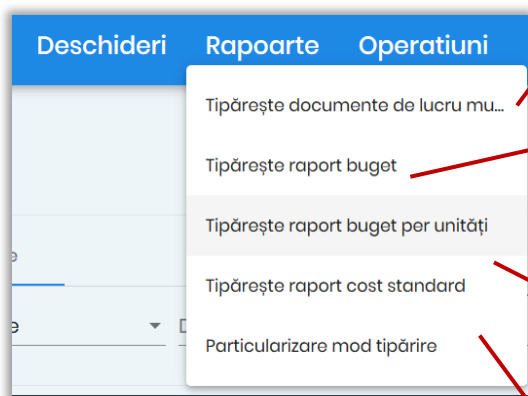 Deschideri Rapoarte Operatiuni
Tipărește documente de lucru mu...
Tipărește raport buget
Tipărește raport buget per unități
Tipărește raport cost standard
Particularizare mod tipărire